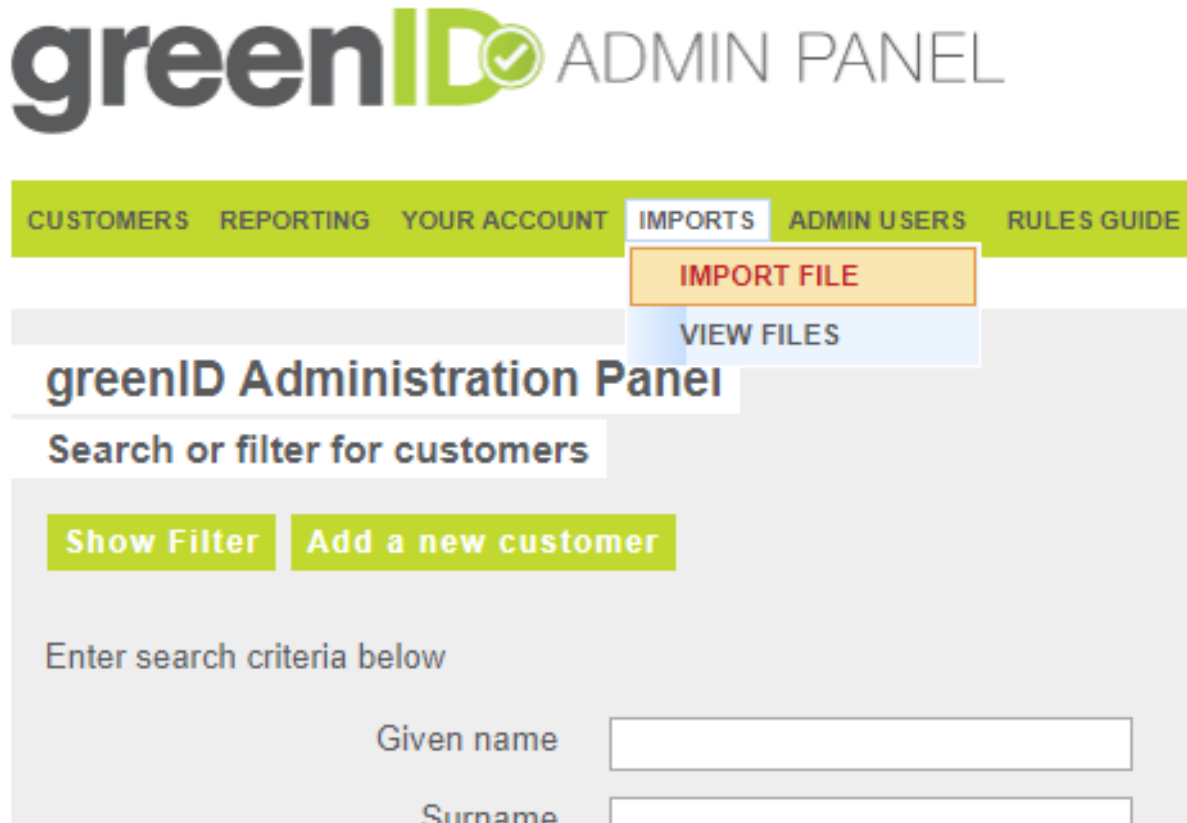 greenID ADMIN PANEL
CUSTOMERS REPORTING YOUR ACCOUNT IMPORTS ADMIN USERS RULES GUIDE
IMPORT FILE
VIEW FILES
greenID Administration Panel
Search or filter for customers
Show Filter Add a new customer
Enter search criteria below
Given name
Surname